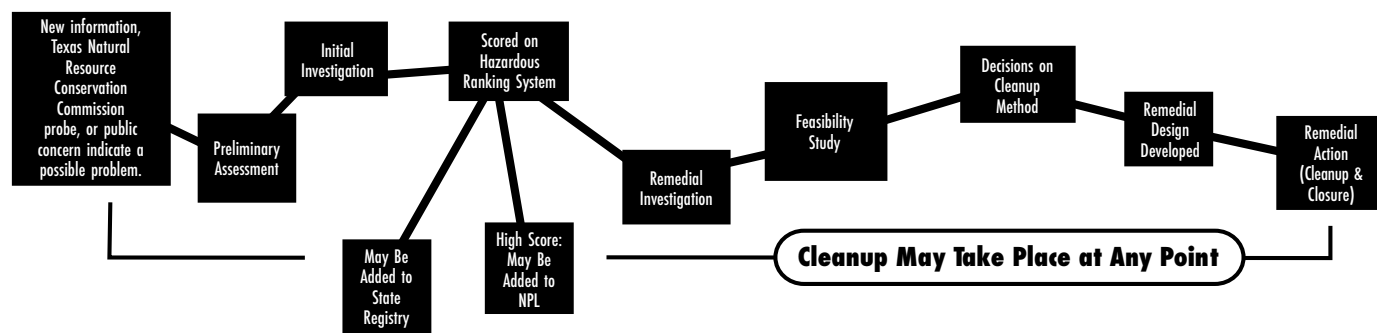 New information,
Texas Natural
Resource
Conservation
Commission
probe, or public
concern indicate a
possible problem.
Preliminary
Assessment
Initial
Investigation
Scored on
Hazardous
Ranking System
May Be
Added to
State
Registry
High Score:
May Be
Added to
NPL
Remedial
Investigation
Feasibility
Study
Decisions on
Cleanup
Method
Remedial
Design
Developed
Remedial
Action
(Cleanup &
Closure)
Cleanup May Take Place at Any Point